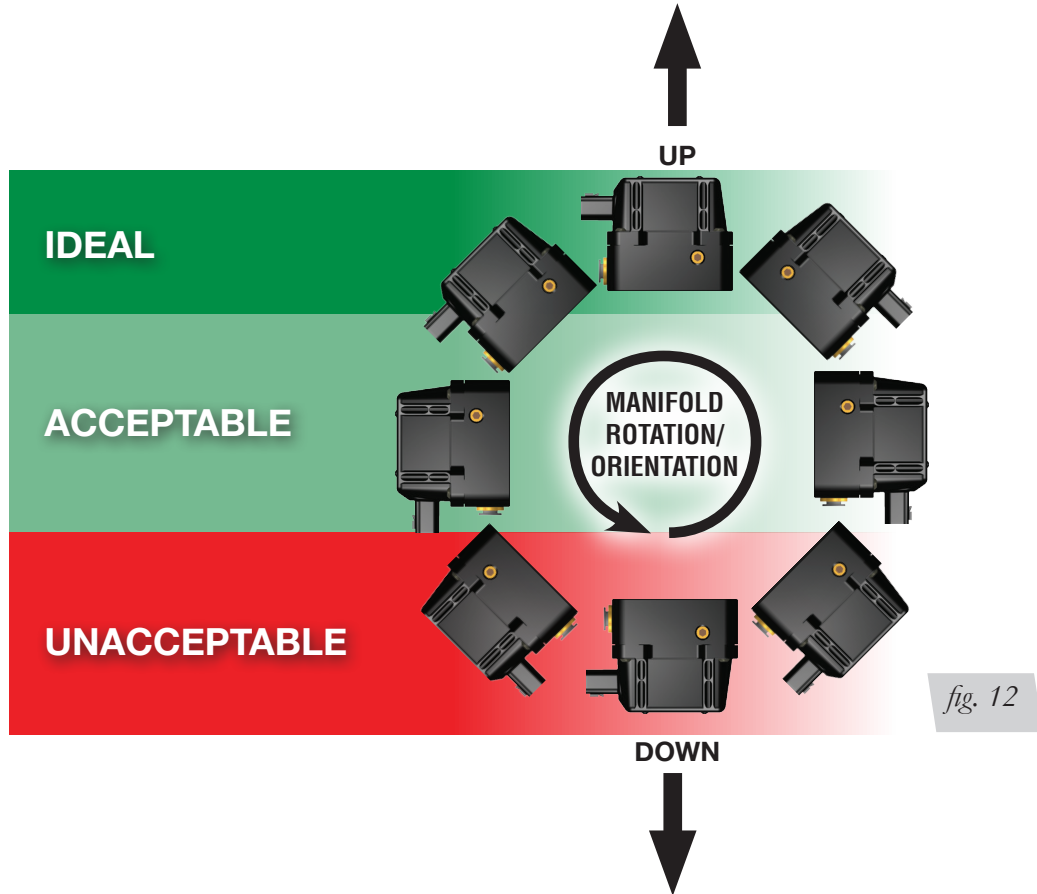 UP
IDEAL
ACCEPTABLE
MANIFOLD
ROTATION/
ORIENTATION
UNACCEPTABLE
fig. 12
DOWN